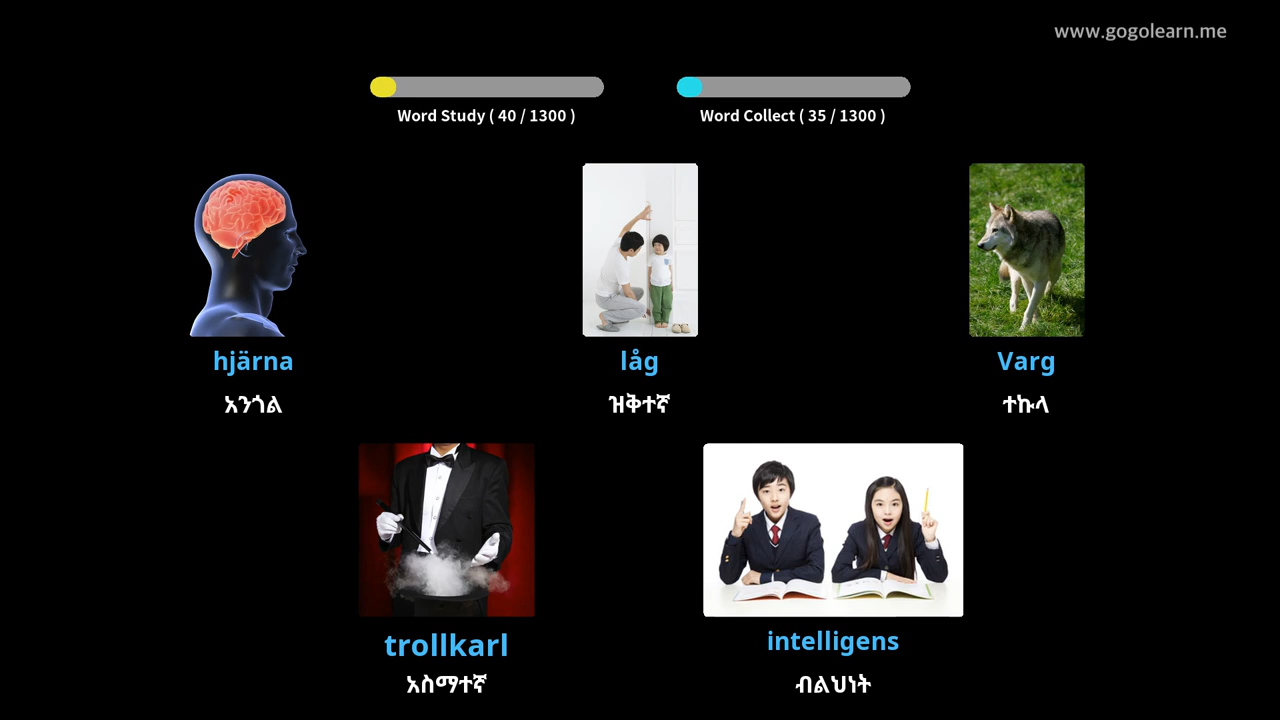 www.gogolearn.me
Word Study ( 40 / 1300 )
Word Collect ( 35 / 1300 )
hjärna
låg
Varg
አንጎል
ዝቅተኛ
ተኩላ
trollkarl
intelligens
አስማተኛ
ብልህነት